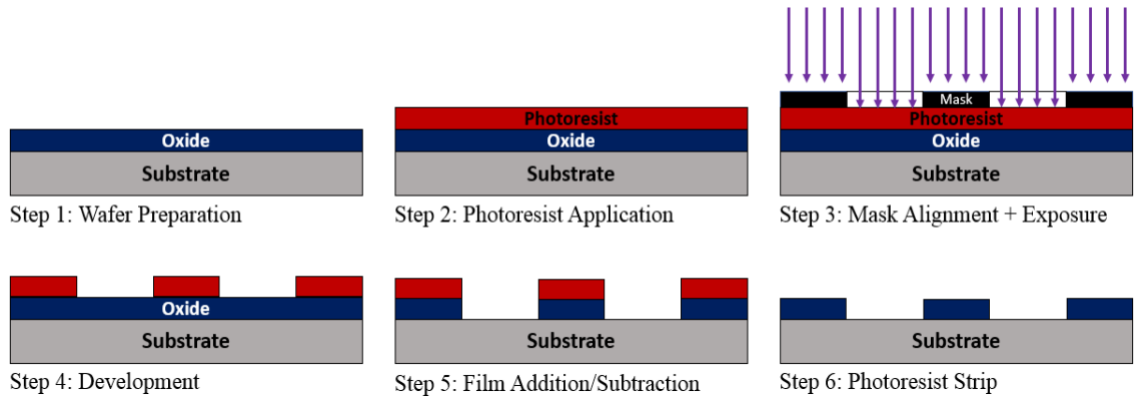 Oxide
Substrate
Step 1: Wafer Preparation
Photoresist
Oxide
Substrate
Step 2: Photoresist Application
Mask
Photoresist
Oxide
Substrate
Step 3: Mask Alignment + Exposure
Oxide
Substrate
Step 4: Development
Substrate
Step 5: Film Addition/Subtraction
Substrate
Step 6: Photoresist Strip